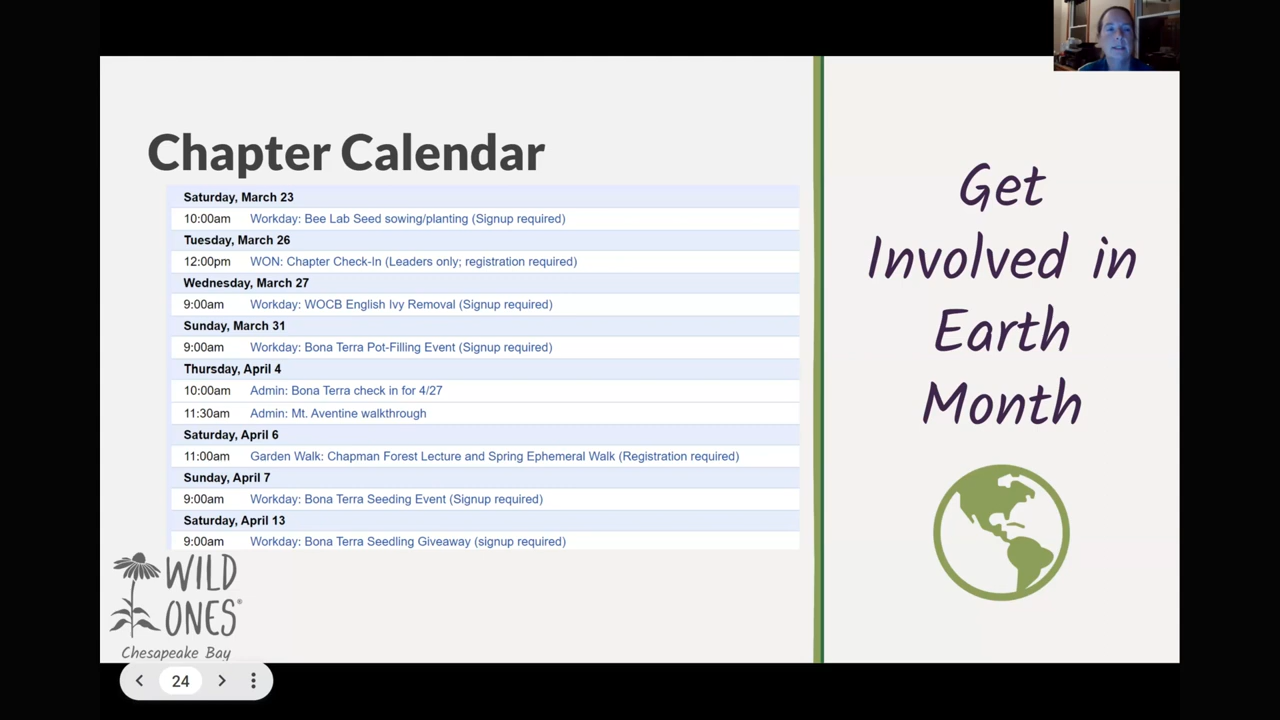 Chapter Calendar
Saturday, March 23
10:00am Workday: Bee Lab Seed sowing/planting (Signup required)
Tuesday, March 26
12:00pm WON: Chapter Check-In (Leaders only; registration required)
Wednesday, March 27
9:00am Workday: WOCB English Ivy Removal (Signup required)
Sunday, March 31
9:00am Workday: Bona Terra Pot-Filling Event (Signup required)
Thursday, April 4
10:00am Admin: Bona Terra check in for 4/27
11:30am Admin: Mt. Aventine walkthrough
Saturday, April 6
11:00am Garden Walk: Chapman Forest Lecture and Spring Ephemeral Walk (Registration required)
Sunday, April 7
9:00am Workday: Bona Terra Seeding Event (Signup required)
Saturday, April 13
9:00am Workday: Bona Terra Seedling Giveaway (signup required)
WILD
ONES®
Chesapeake Bay
24
Get
Involved in
Earth
Month